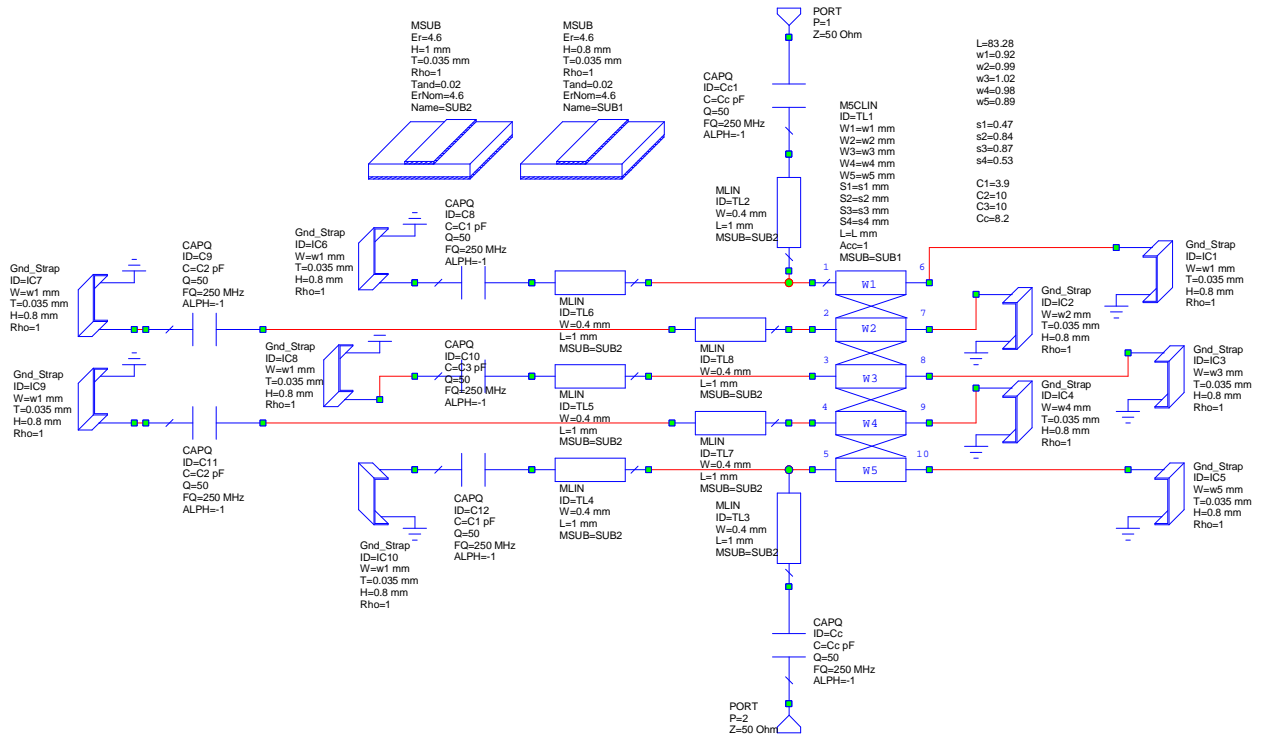 MSUB
Er=4.6
H=1 mm
T=0.035 mm
Rho=1
Tand=0.02
ErNom=4.6
Name=SUB2
MSUB
Er=4.6
H=0.8 mm
T=0.035 mm
Rho=1
Tand=0.02
ErNom=4.6
Name=SUB1
PORT
P=1
Z=50 Ohm
CAPQ
ID=Cc1
C=Cc pF
Q=50
FQ=250 MHz
ALPH=-1
L=83.28
w1=0.92
w2=0.99
w3=1.02
w4=0.98
w5=0.89
s1=0.47
s2=0.84
s3=0.87
s4=0.53
C1=3.9
C2=10
C3=10
Cc=8.2
M5CLIN
ID=TL1
W1=w1 mm
W2=w2 mm
W3=w3 mm
W4=w4 mm
W5=w5 mm
S1=s1 mm
S2=s2 mm
S3=s3 mm
S4=s4 mm
L=L mm
Acc=1
MSUB=SUB1
MLIN
ID=TL2
W=0.4 mm
L=1 mm
MSUB=SUB2
CAPQ
ID=C8
C=C1 pF
Q=50
FQ=250 MHz
ALPH=-1
Gnd_Strap
ID=IC6
W=w1 mm
T=0.035 mm
H=0.8 mm
Rho=1
CAPQ
ID=C9
C=C2 pF
Q=50
FQ=250 MHz
ALPH=-1
Gnd_Strap
ID=IC7
W=w1 mm
T=0.035 mm
H=0.8 mm
Rho=1
MLIN
ID=TL6
W=0.4 mm
L=1 mm
MSUB=SUB2
1
W1
6
2
W2
7
3
W3
8
4
W4
9
5
W5
10
Gnd_Strap
ID=IC1
W=w1 mm
T=0.035 mm
H=0.8 mm
Rho=1
Gnd_Strap
ID=IC2
W=w2 mm
T=0.035 mm
H=0.8 mm
Rho=1
Gnd_Strap
ID=IC3
W=w3 mm
T=0.035 mm
H=0.8 mm
Rho=1
Gnd_Strap
ID=IC4
W=w4 mm
T=0.035 mm
H=0.8 mm
Rho=1
Gnd_Strap
ID=IC5
W=w5 mm
T=0.035 mm
H=0.8 mm
Rho=1
Gnd_Strap
ID=IC8
W=w1 mm
T=0.035 mm
H=0.8 mm
Rho=1
CAPQ
ID=C10
C=C3 pF
Q=50
FQ=250 MHz
ALPH=-1
MLIN
ID=TL8
W=0.4 mm
L=1 mm
MSUB=SUB2
Gnd_Strap
ID=IC9
W=w1 mm
T=0.035 mm
H=0.8 mm
Rho=1
MLIN
ID=TL5
W=0.4 mm
L=1 mm
MSUB=SUB2
CAPQ
ID=C11
C=C2 pF
Q=50
FQ=250 MHz
ALPH=-1
MLIN
ID=TL7
W=0.4 mm
L=1 mm
MSUB=SUB2
CAPQ
ID=C12
C=C1 pF
Q=50
FQ=250 MHz
ALPH=-1
MLIN
ID=TL4
W=0.4 mm
L=1 mm
MSUB=SUB2
MLIN
ID=TL3
W=0.4 mm
L=1 mm
MSUB=SUB2
Gnd_Strap
ID=IC10
W=w1 mm
T=0.035 mm
H=0.8 mm
Rho=1
CAPQ
ID=Cc
C=Cc pF
Q=50
FQ=250 MHz
ALPH=-1
PORT
P=2
Z=50 Ohm